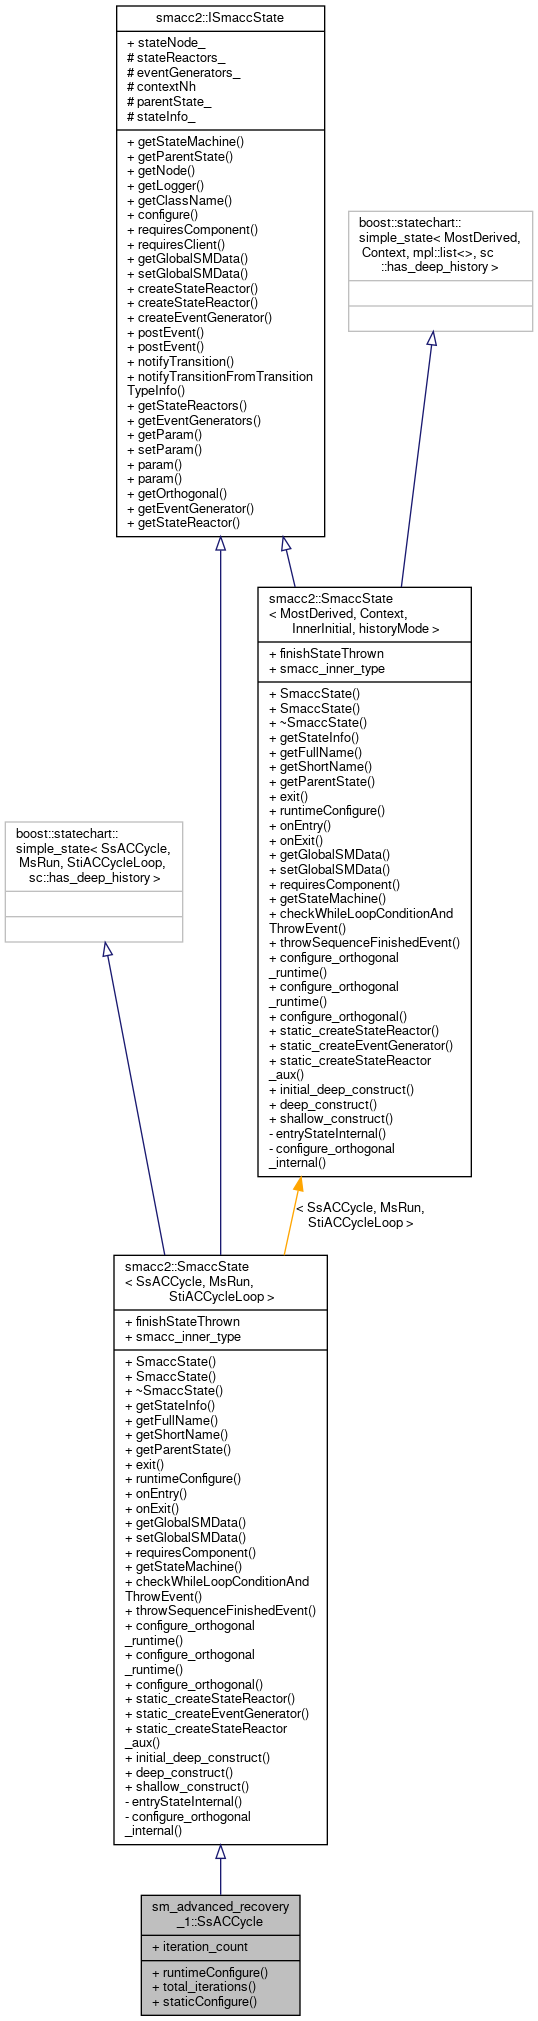 smacc2::ISmaccState
+ stateNode_
# stateReactors_
# eventGenerators_
# contextNh
# parentState_
# stateInfo_
+ getStateMachine()
+ getParentState()
+ getNode()
+ getLogger()
+ getClassName()
+ configure()
+ requiresComponent()
+ requiresClient()
+ getGlobalSMData()
+ setGlobalSMData()
+ createStateReactor()
+ createStateReactor()
+ createEventGenerator()
+ postEvent()
+ postEvent()
+ notifyTransition()
+ notifyTransitionFromTransition
TypeInfo()
+ getStateReactors()
+ getEventGenerators()
+ getParam()
+ setParam()
+ param()
+ param()
+ getOrthogonal()
+ getEventGenerator()
+ getStateReactor()
boost::statechart::
simple_state< MostDerived,
Context, mpl::list<>, sc
::has_deep_history >
smacc2::SmaccState
< MostDerived, Context,
InnerInitial, historyMode >
+ finishStateThrown
+ smacc_inner_type
+ SmaccState()
+ SmaccState()
+ ~SmaccState()
+ getStateInfo()
+ getFullName()
+ getShortName()
+ getParentState()
+ exit()
+ runtimeConfigure()
+ onEntry()
+ onExit()
+ getGlobalSMData()
+ setGlobalSMData()
+ requiresComponent()
+ getStateMachine()
+ checkWhileLoopConditionAnd
ThrowEvent()
+ throwSequenceFinishedEvent()
+ configure_orthogonal
_runtime()
+ configure_orthogonal
_runtime()
+ configure_orthogonal()
+ static_createStateReactor()
+ static_createEventGenerator()
+ static_createStateReactor
_aux()
+ initial_deep_construct()
+ deep_construct()
+ shallow_construct()
- entryStateInternal()
- configure_orthogonal
_internal()
boost::statechart::
simple_state< SsACCycle,
MsRun, StiACCycleLoop,
sc::has_deep_history >
< SsACCycle, MsRun,
StiACCycleLoop >
smacc2::SmaccState
< SsACCycle, MsRun,
StiACCycleLoop >
+ finishStateThrown
+ smacc_inner_type
+ SmaccState()
+ SmaccState()
+ ~SmaccState()
+ getStateInfo()
+ getFullName()
+ getShortName()
+ getParentState()
+ exit()
+ runtimeConfigure()
+ onEntry()
+ onExit()
+ getGlobalSMData()
+ setGlobalSMData()
+ requiresComponent()
+ getStateMachine()
+ checkWhileLoopConditionAnd
ThrowEvent()
+ throwSequenceFinishedEvent()
+ configure_orthogonal
_runtime()
+ configure_orthogonal
_runtime()
+ configure_orthogonal()
+ static_createStateReactor()
+ static_createEventGenerator()
+ static_createStateReactor
_aux()
+ initial_deep_construct()
+ deep_construct()
+ shallow_construct()
- entryStateInternal()
- configure_orthogonal
_internal()
sm_advanced_recovery
_1::SsACCycle
+ iteration_count
+ runtimeConfigure()
+ total_iterations()
+ staticConfigure()